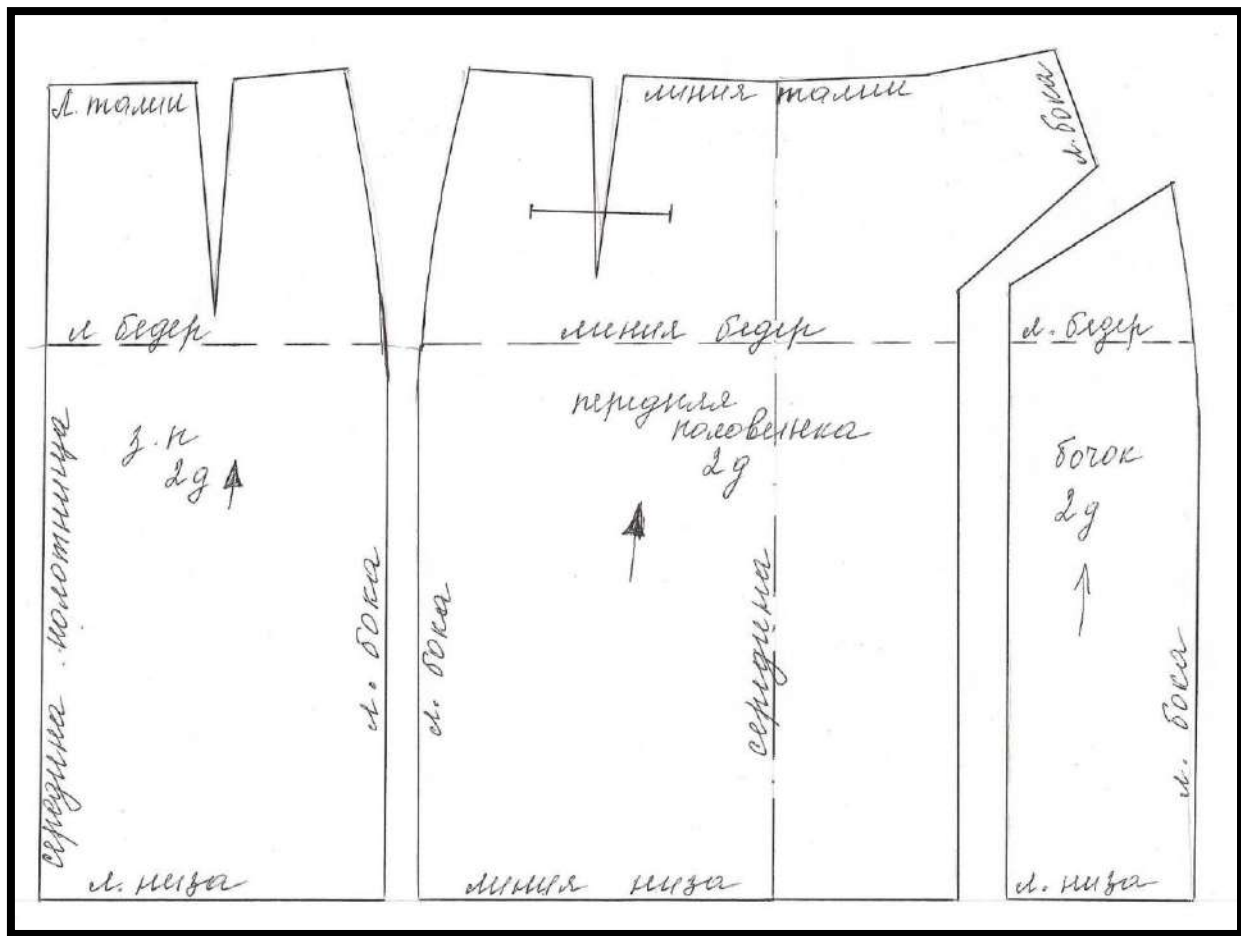 Л. талии
л бедер
з. н
2д
середина полотнища
л. бока
л. низа
линия талии
линия бедер
передняя
половинка
2д
л. бока
середина
линия низа
л. бока
л. бедер
бочок
2д
л. бока
л. низа